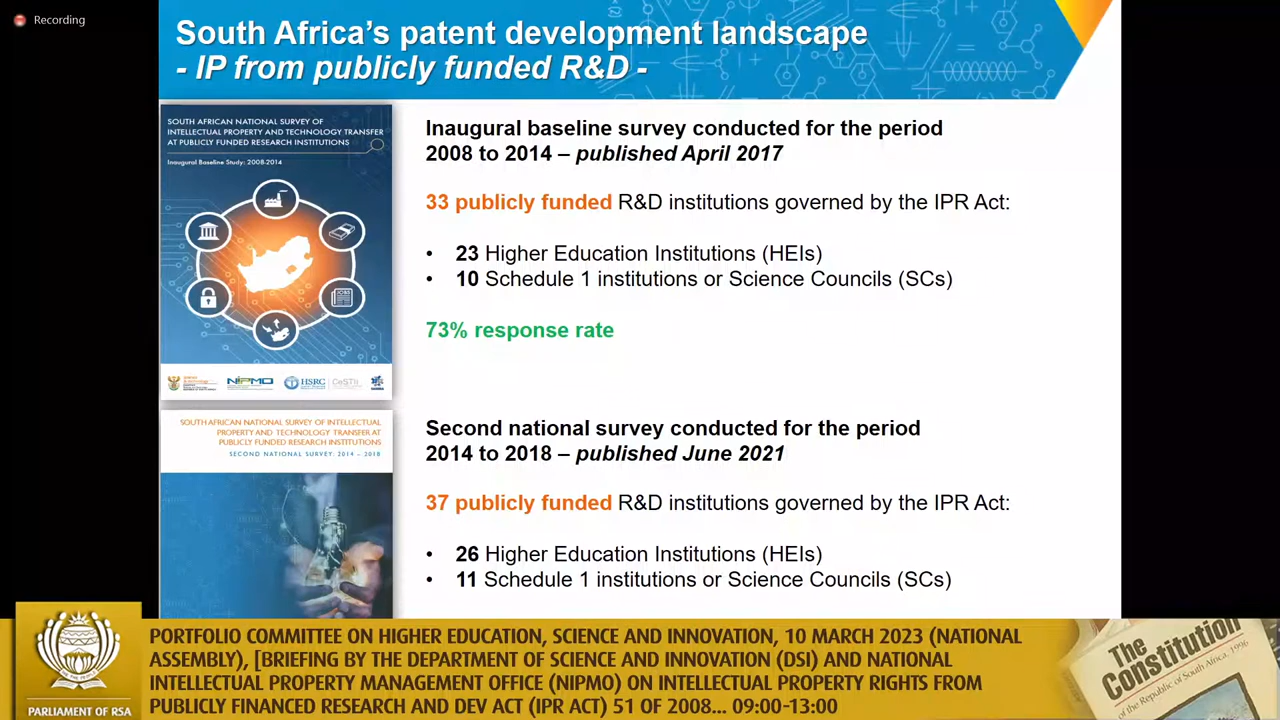 Recording
South Africa's patent development landscape
- IP from publicly funded R&D -
SOUTH AFRICAN NATIONAL SURVEY OF
INTELLECTUAL PROPERTY AND TECHNOLOGY TRANSFER
AT PUBLICLY FUNDED RESEARCH INSTITUTIONS
Inaugural Baseline Study: 2008-2014
JOBS
NIPMO
HSRC
CeSTII
Inaugural baseline survey conducted for the period
2008 to 2014 – published April 2017
33 publicly funded R&D institutions governed by the IPR Act:
• 23 Higher Education Institutions (HEIs)
• 10 Schedule 1 institutions or Science Councils (SCs)
73% response rate
SOUTH AFRICAN NATIONAL SURVEY OF INTELLECTUAL
PROPERTY AND TECHNOLOGY TRANSFER AT
PUBLICLY FUNDED RESEARCH INSTITUTIONS
SECOND NATIONAL SURVEY: 2014 – 2018
Second national survey conducted for the period
2014 to 2018 – published June 2021
37 publicly funded R&D institutions governed by the IPR Act:
• 26 Higher Education Institutions (HEIs)
• 11 Schedule 1 institutions or Science Councils (SCs)
PARLIAMENT OF RSA
PORTFOLIO COMMITTEE ON HIGHER EDUCATION, SCIENCE AND INNOVATION, 10 MARCH 2023 (NATIONAL
ASSEMBLY), [BRIEFING BY THE DEPARTMENT OF SCIENCE AND INNOVATION (DSI) AND NATIONAL
INTELLECTUAL PROPERTY MANAGEMENT OFFICE (NIPMO) ON INTELLECTUAL PROPERTY RIGHTS FROM
PUBLICLY FINANCED RESEARCH AND DEV ACT (IPR ACT) 51 OF 2008... 09:00-13:00
The
Constitution
of the Republic of South Africa, 1996